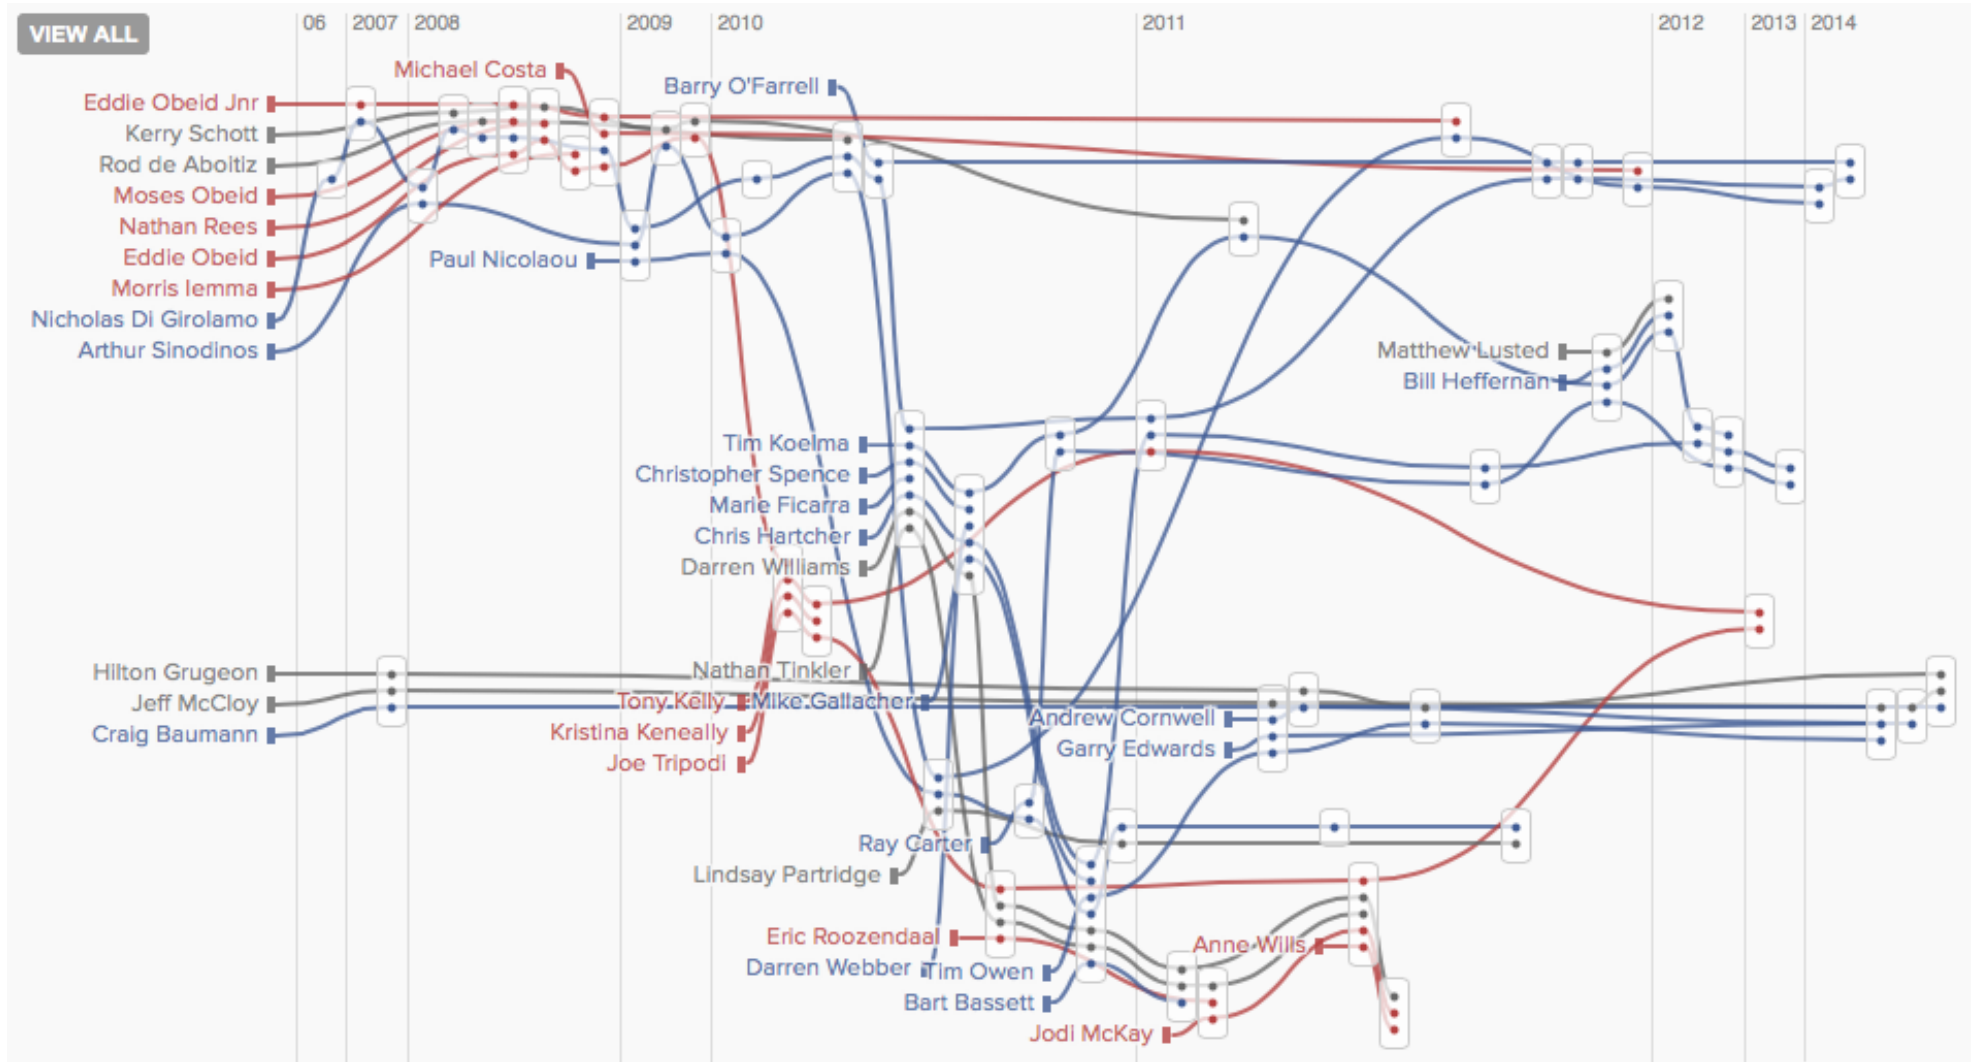 VIEW ALL
06
2007
2008
2009
2010
2011
2012
2013
2014
Michael Costa
Barry O'Farrell
Eddie Obeid Jnr
Kerry Schott
Rod de Aboltiz
Moses Obeid
Nathan Rees
Eddie Obeid
Paul Nicolaou
Morris Iemma
Nicholas Di Girolamo
Arthur Sinodinos
Matthew Lusted
Bill Heffernan
Tim Koelma
Christopher Spence
Marie Ficarra
Chris Hartcher
Darren Williams
Hilton Grugeon
Nathan Tinkler
Jeff McCloy
Tony Kelly
Mike Gallacher
Andrew Cornwell
Craig Baumann
Kristina Keneally
Garry Edwards
Joe Tripodi
Ray Carter
Lindsay Partridge
Eric Roozendaal
Anne Wills
Darren Webber
Tim Owen
Bart Bassett
Jodi McKay